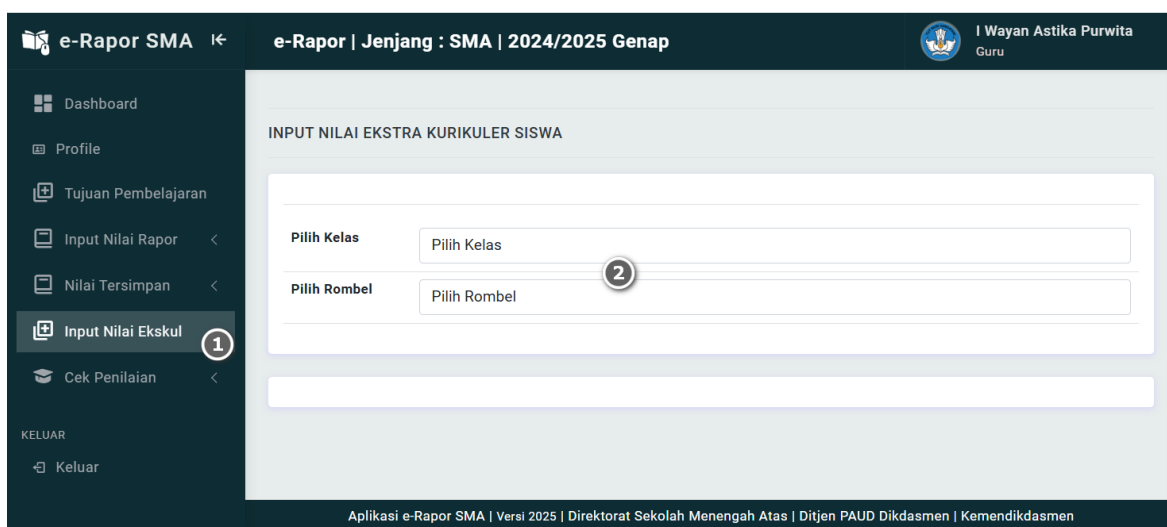 e-Rapor SMA
e-Rapor | Jenjang : SMA | 2024/2025 Genap
I Wayan Astika Purwita
Guru
Dashboard
Profile
Tujuan Pembelajaran
Input Nilai Rapor
Nilai Tersimpan
Input Nilai Ekskul
1
Cek Penilaian
KELUAR
Keluar
INPUT NILAI EKSTRA KURIKULER SISWA
Pilih Kelas
Pilih Kelas
2
Pilih Rombel
Pilih Rombel
Aplikasi e-Rapor SMA | Versi 2025 | Direktorat Sekolah Menengah Atas | Ditjen PAUD Dikdasmen | Kemendikdasmen